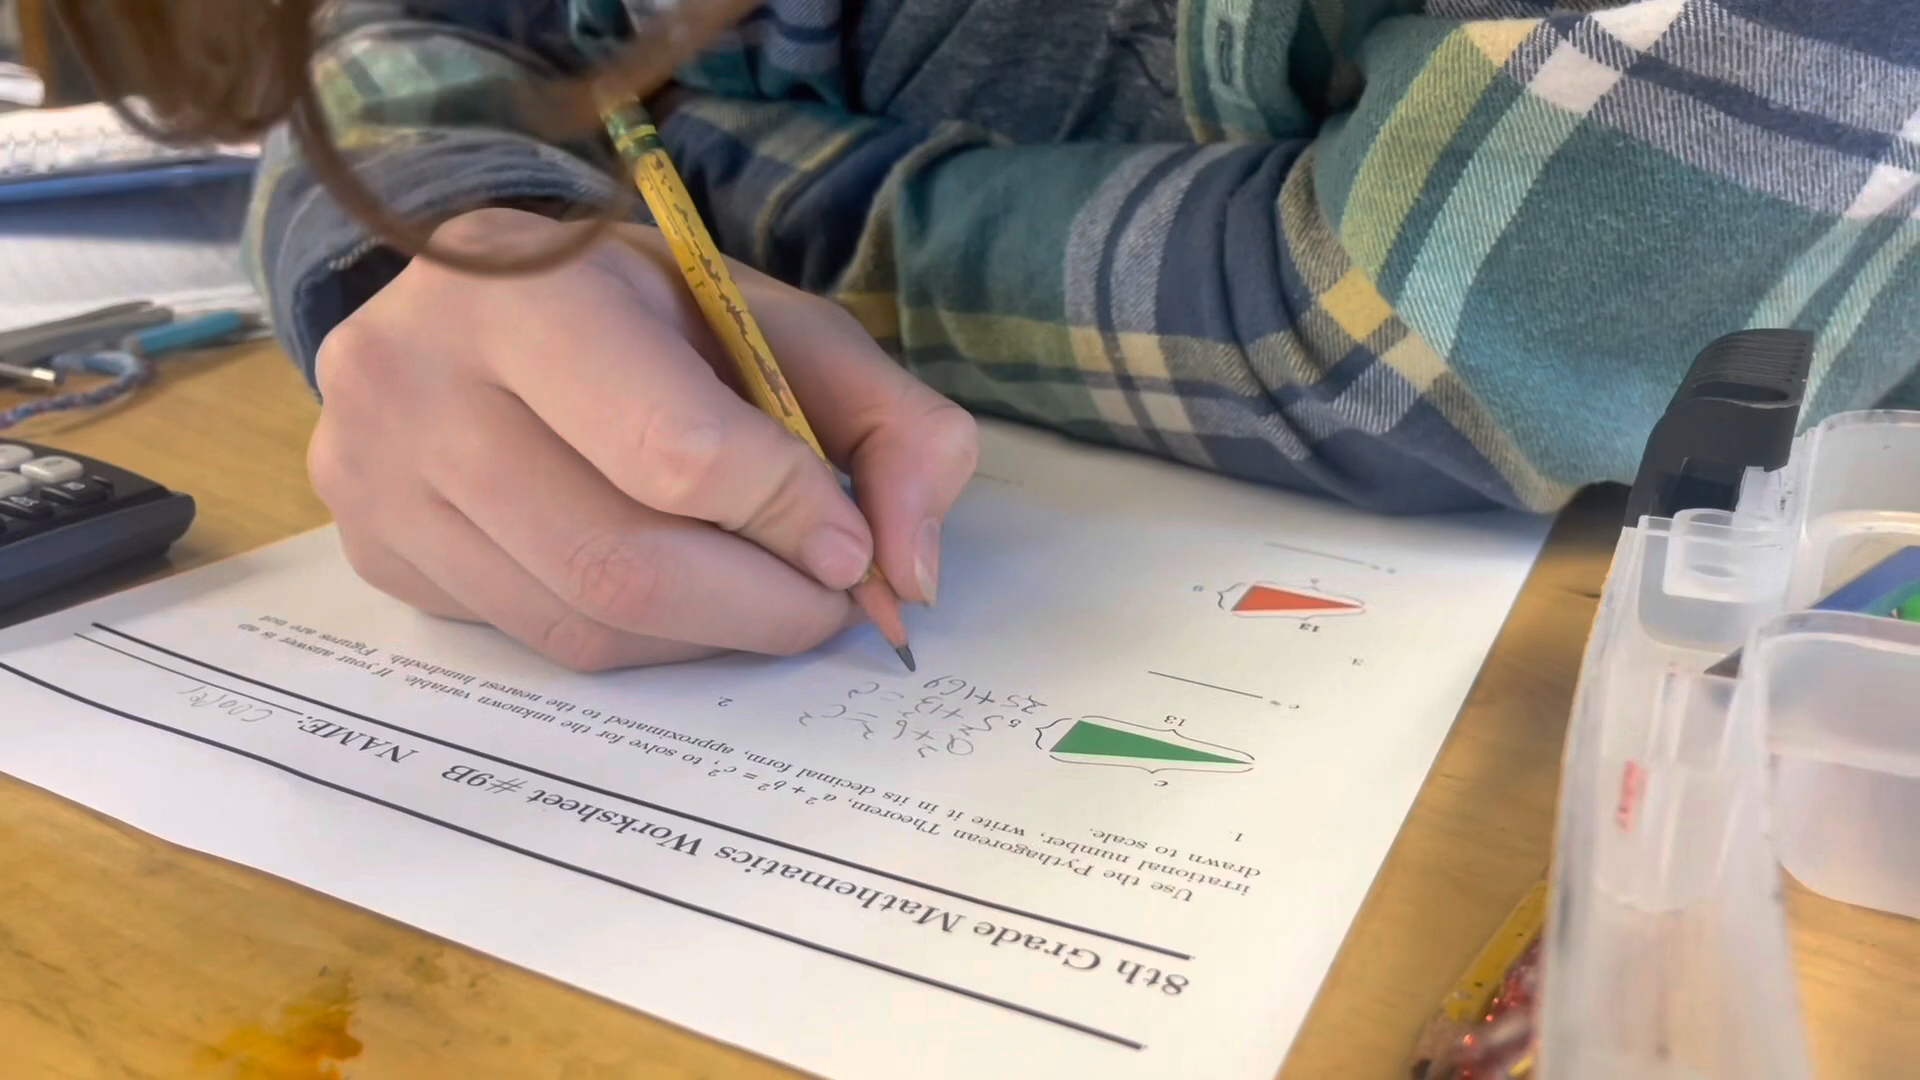 8th Grade Mathematics Worksheet #9B NAME: Cooper
Use the Pythagorean Theorem, a² + b² = c², to solve for the unknown variable. If your answer is an
irrational number, write it in its decimal form, approximated to the nearest hundredth. Figures are not
drawn to scale.
1.
2.
c
5
13
a² + b² = c²
5² + 13² = c²
25 + 169
c =
3.
13